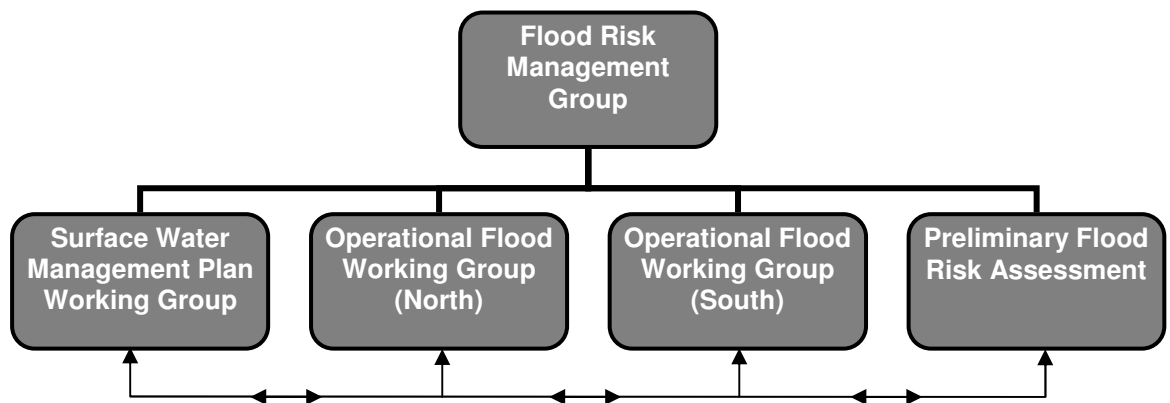 Flood Risk
Management
Group
Surface Water
Management Plan
Working Group
Operational Flood
Working Group
(North)
Operational Flood
Working Group
(South)
Preliminary Flood
Risk Assessment